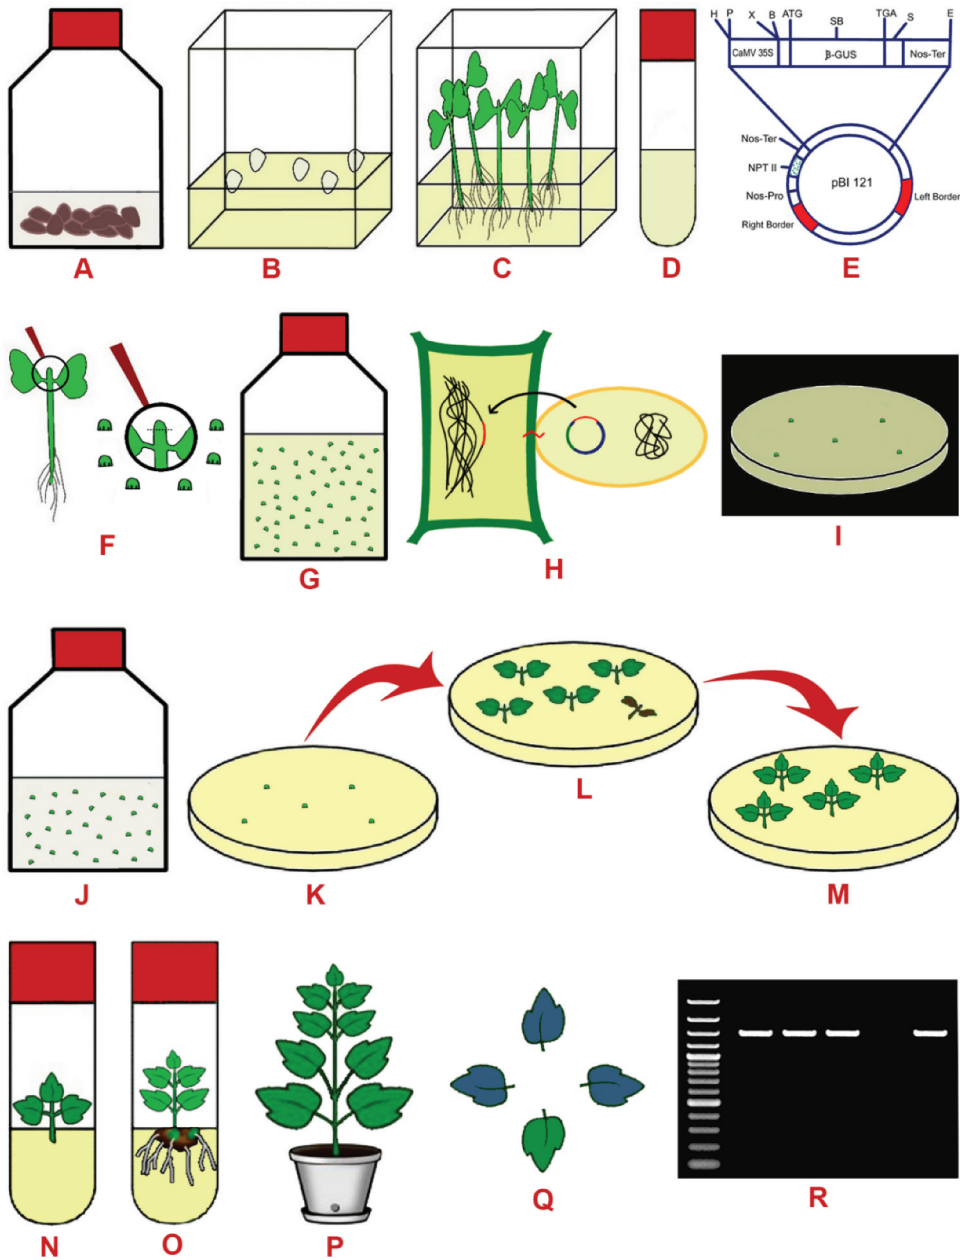 H P X B ATG SB TGA S E
CaMV 35S β-GUS Nos-Ter
Nos-Ter
NPT II
Nos-Pro
pBI 121
Left Border
Right Border
A B C D E
F G H I
J K L M
N O P Q R